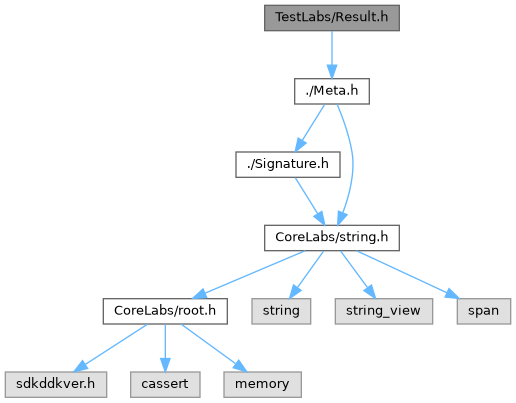 TestLabs/Result.h
./Meta.h
./Signature.h
CoreLabs/string.h
CoreLabs/root.h
string
string_view
span
sdkddkver.h
cassert
memory